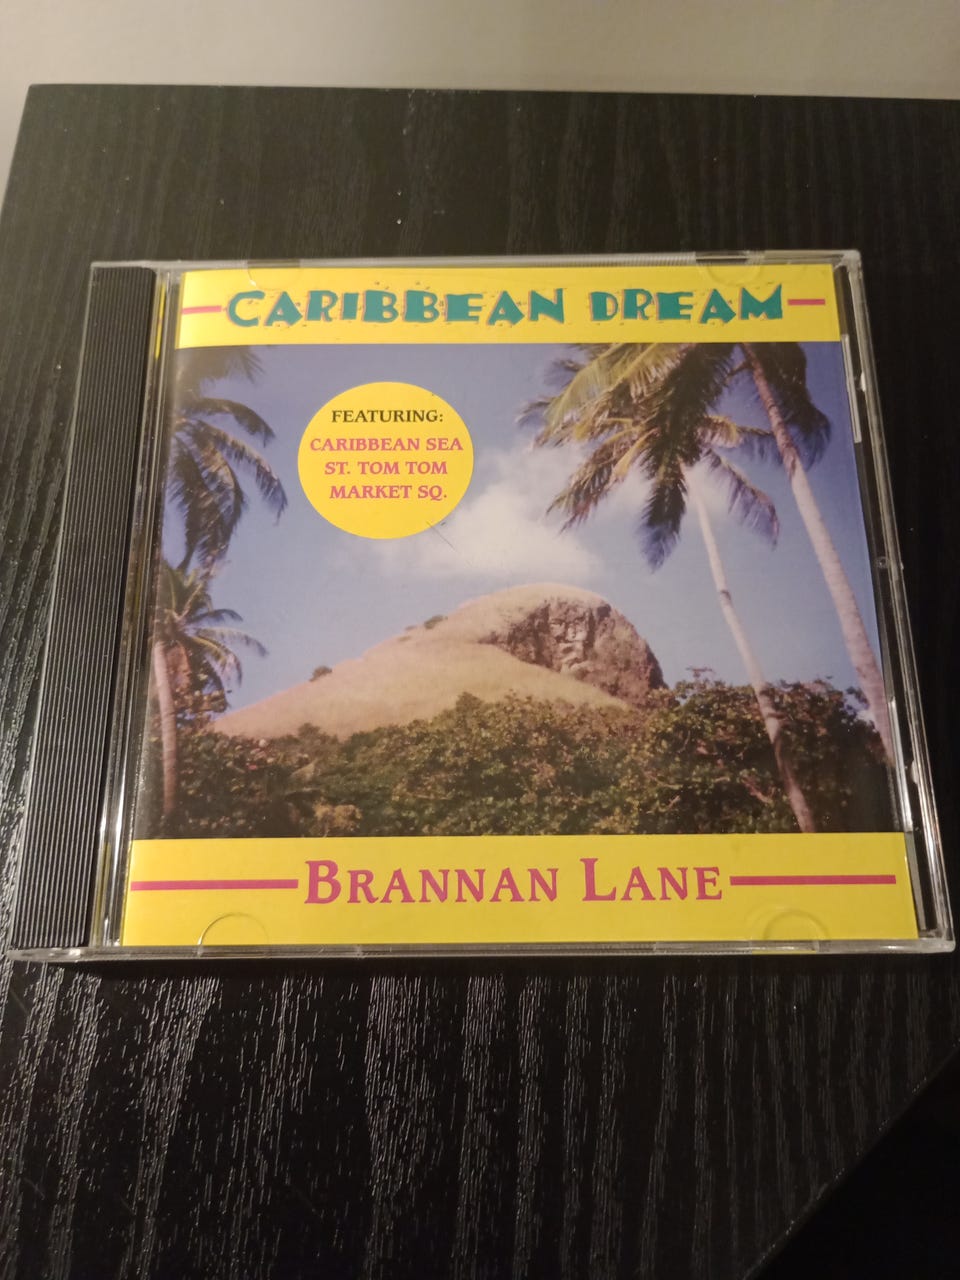 CARIBBEAN DREAM
FEATURING:
CARIBBEAN SEA
ST. TOM TOM
MARKET SQ.
BRANNAN LANE